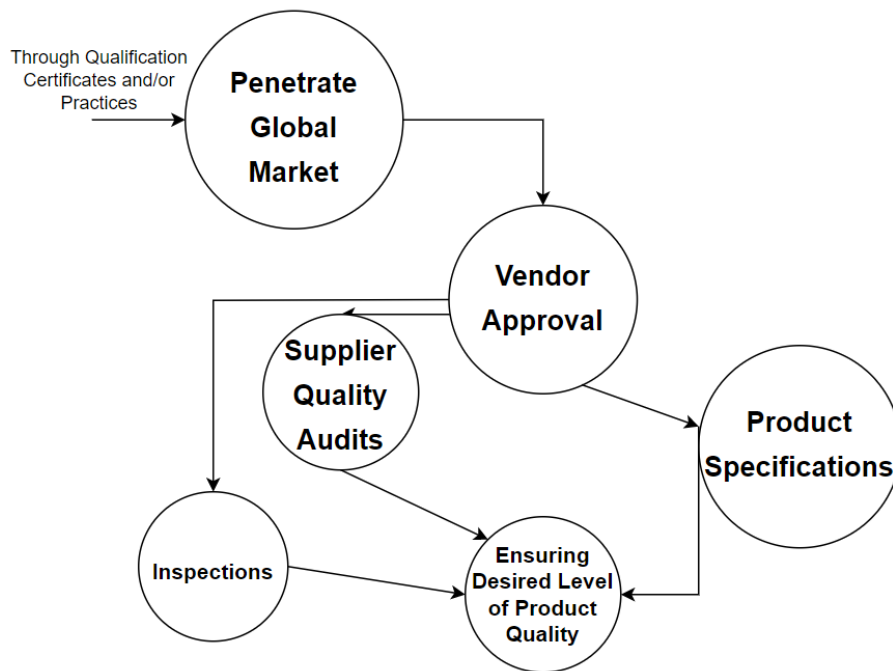 Through Qualification
Certificates and/or
Practices
Penetrate
Global
Market
Vendor
Approval
Supplier
Quality
Audits
Product
Specifications
Inspections
Ensuring
Desired Level
of Product
Quality